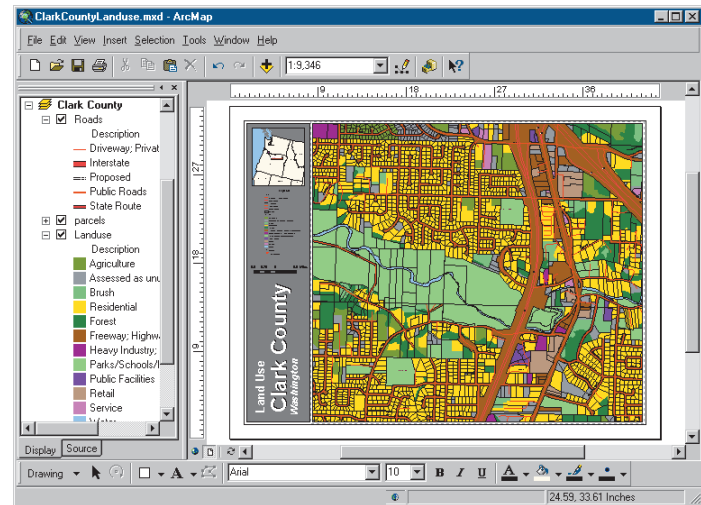 ClarkCountyLanduse.mxd - ArcMap
File Edit View Insert Selection Tools Window Help
1:9,346
Clark County
Roads
Description
Driveway; Privat
Interstate
Proposed
Public Roads
State Route
parcels
Landuse
Description
Agriculture
Assessed as unu
Brush
Residential
Forest
Freeway; Highw
Heavy Industry;
Parks/Schools/
Public Facilities
Retail
Service
Display Source
9 18 27 36
27
18
9
Land Use
Clark County
Washington
Drawing A Arial 10 B I U A
24.59, 33.61 Inches